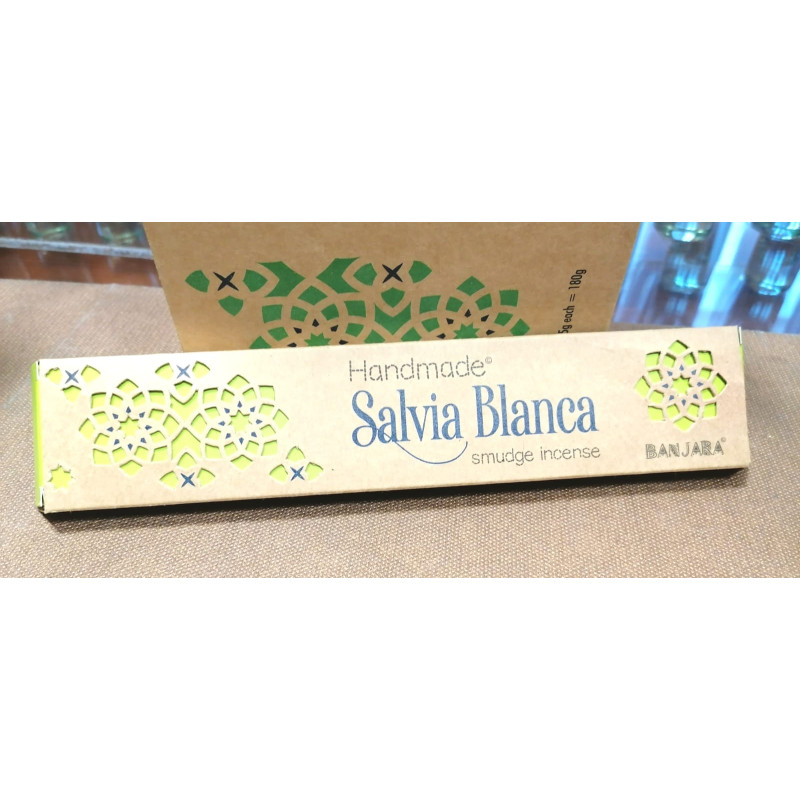 5g each = 180g
Handmade©
Salvia Blanca
smudge incense
BANJARA®